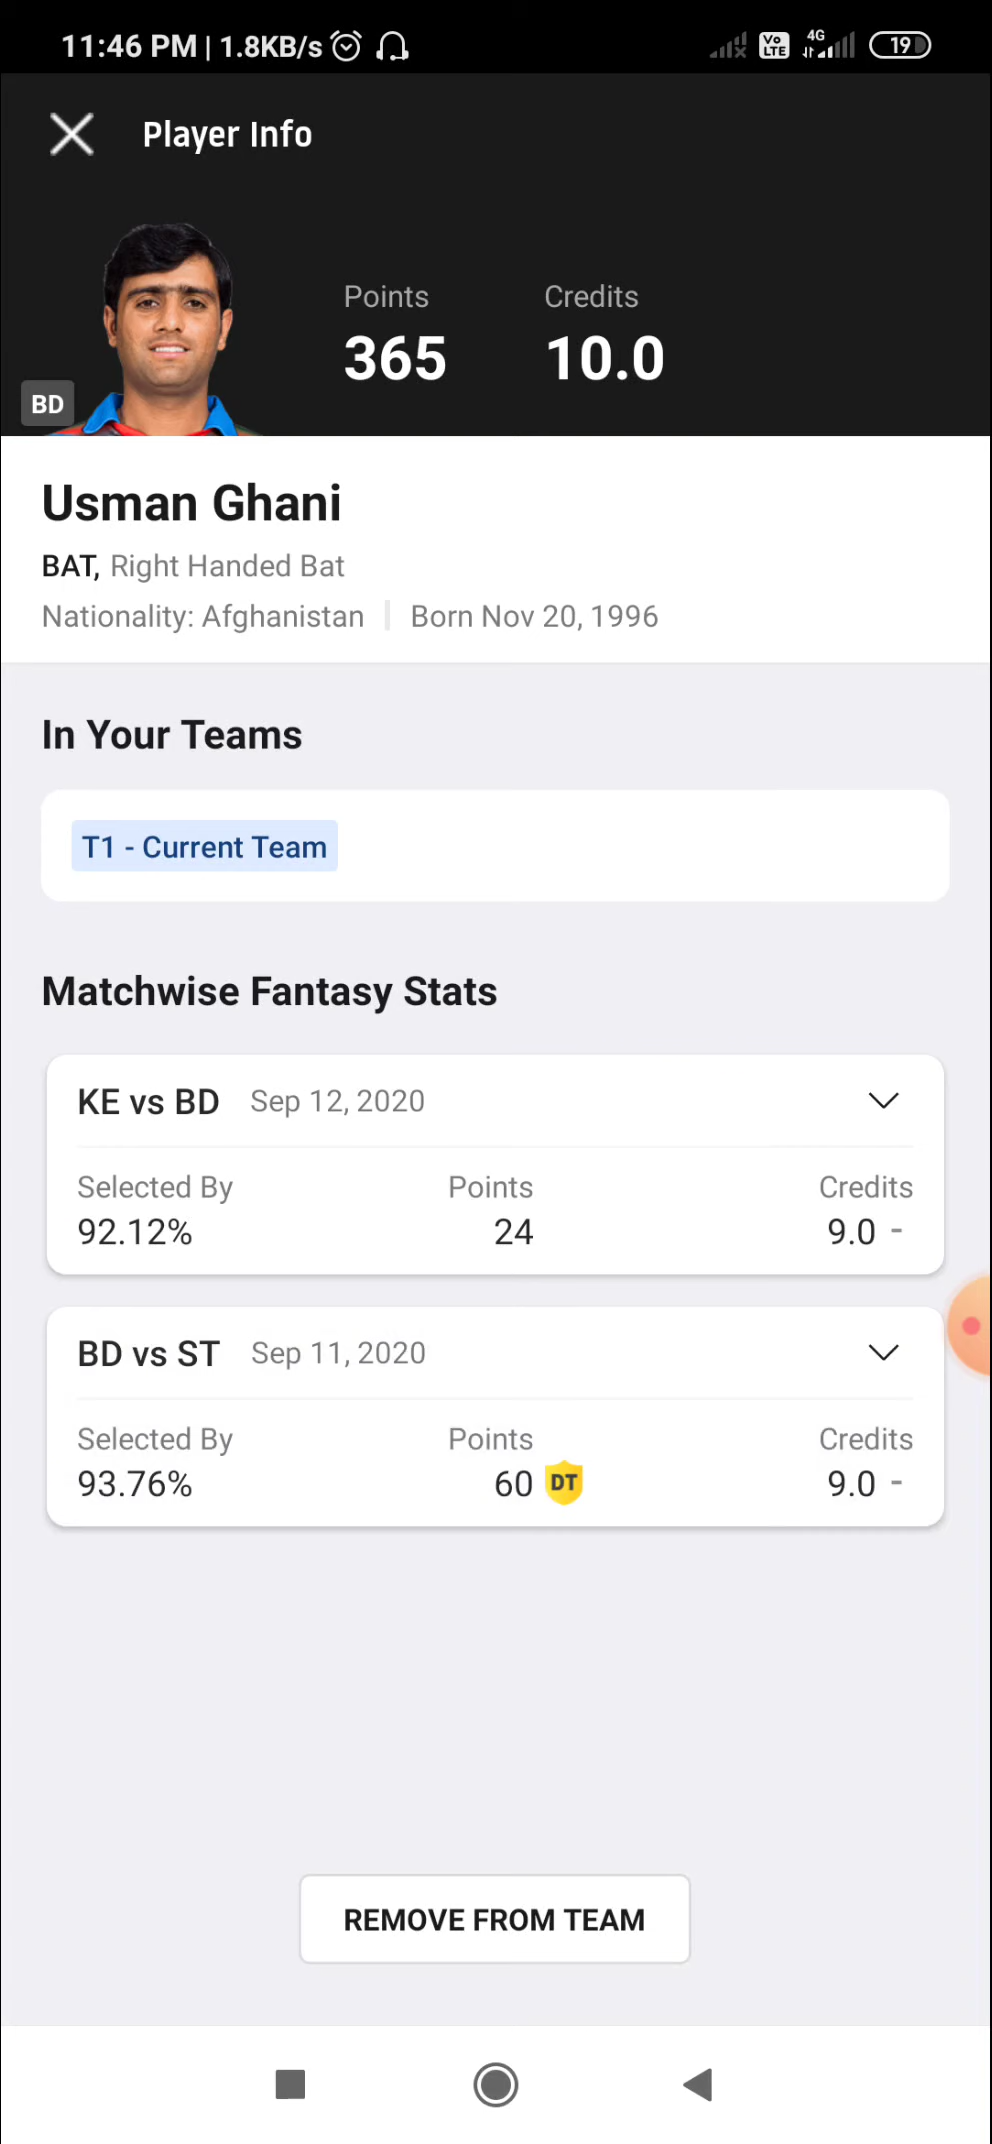 11:46 PM | 1.8KB/s
Vo LTE 4G 19
Player Info
Points Credits
365 10.0
BD
Usman Ghani
BAT, Right Handed Bat
Nationality: Afghanistan | Born Nov 20, 1996
In Your Teams
T1 - Current Team
Matchwise Fantasy Stats
KE vs BD Sep 12, 2020
Selected By Points Credits
92.12% 24 9.0 -
BD vs ST Sep 11, 2020
Selected By Points Credits
93.76% 60 DT 9.0 -
REMOVE FROM TEAM